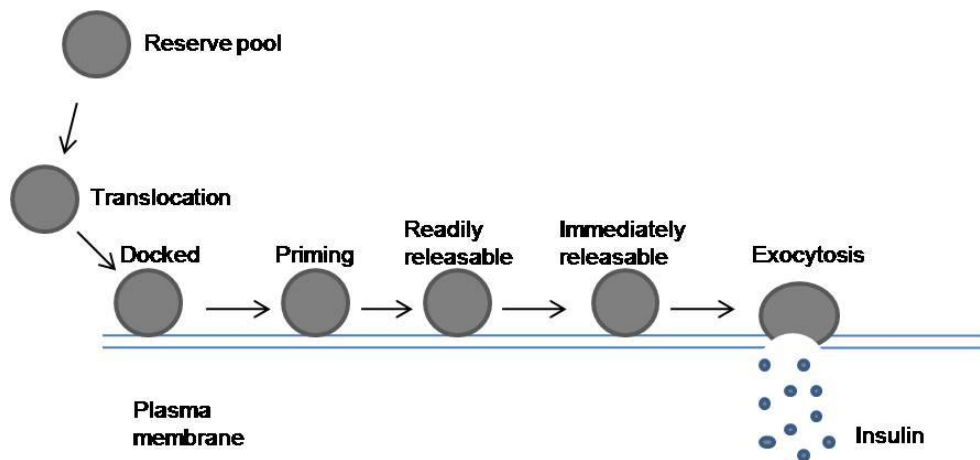 Reserve pool
Translocation
Docked
Priming
Readily
releasable
Immediately
releasable
Exocytosis
Plasma
membrane
Insulin